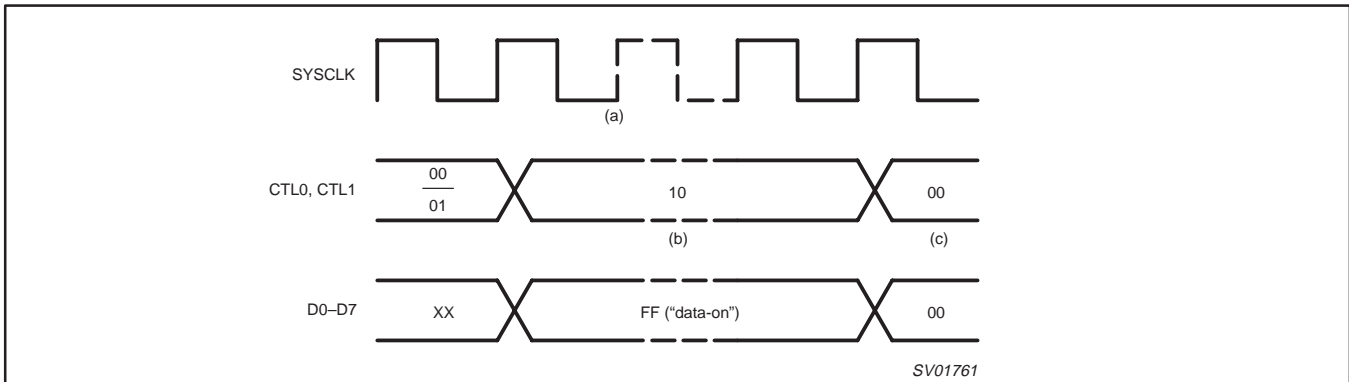 SYSCLK
(a)
CTL0, CTL1
00
01
10
00
(b)
(c)
D0–D7
XX
FF (“data-on”)
00
SV01761